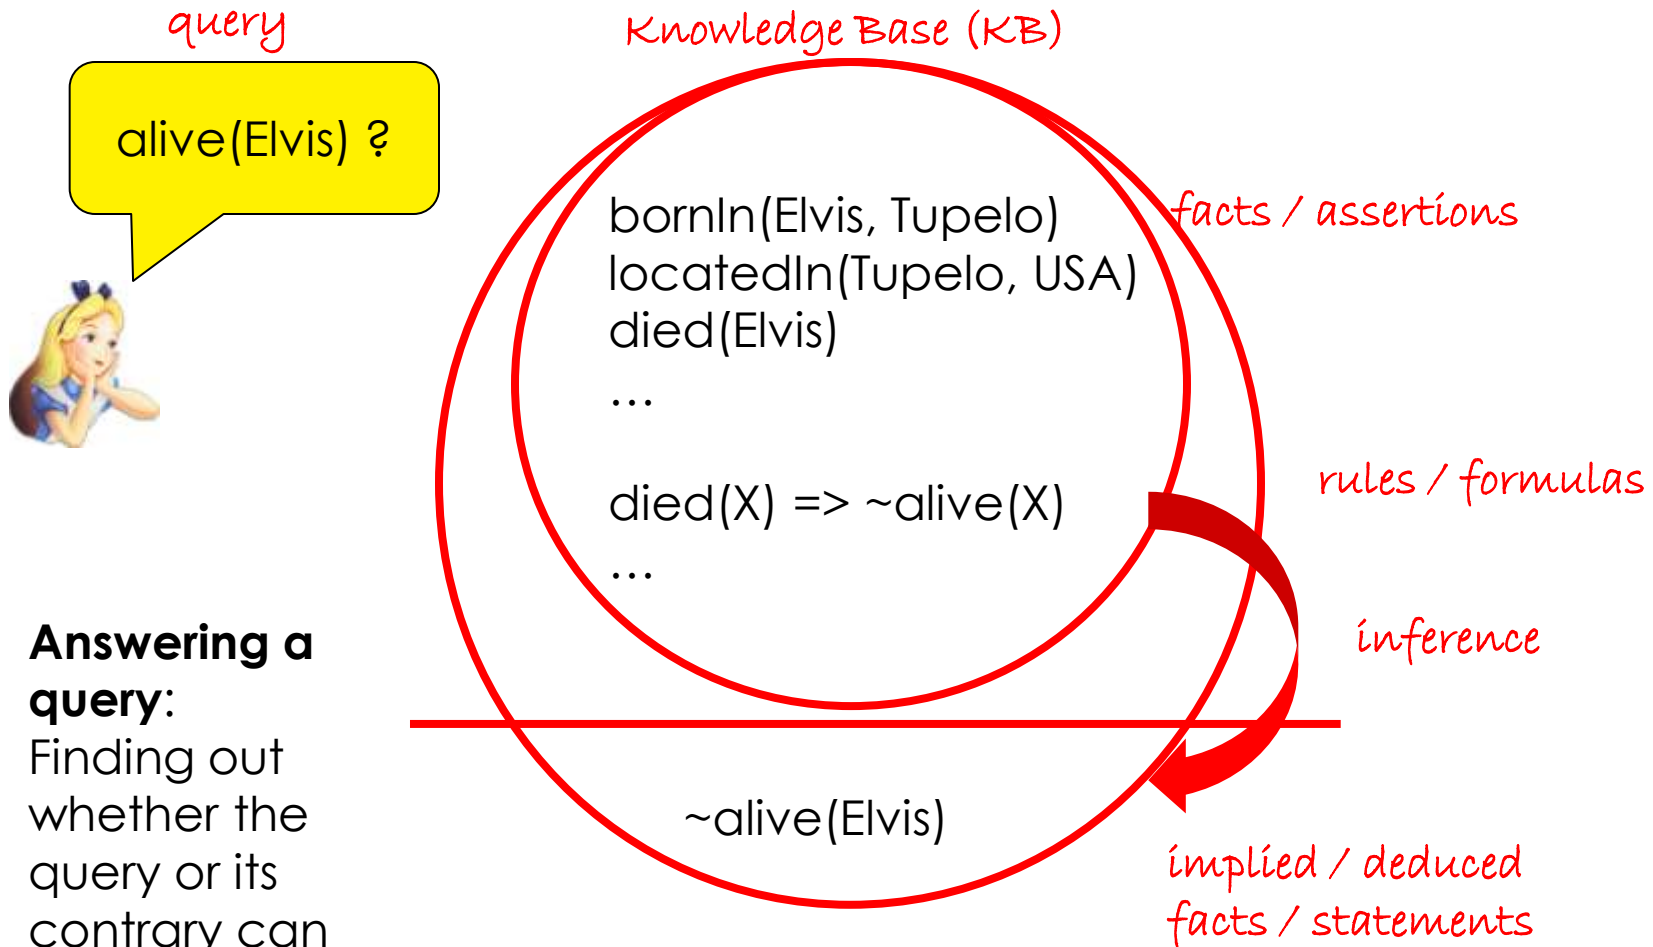 query
Knowledge Base (KB)
alive(Elvis) ?
bornIn(Elvis, Tupelo)
locatedIn(Tupelo, USA)
died(Elvis)
…
facts / assertions
died(X) => ~alive(X)
…
rules / formulas
inference
Answering a
query:
Finding out
whether the
query or its
contrary can
~alive(Elvis)
implied / deduced
facts / statements